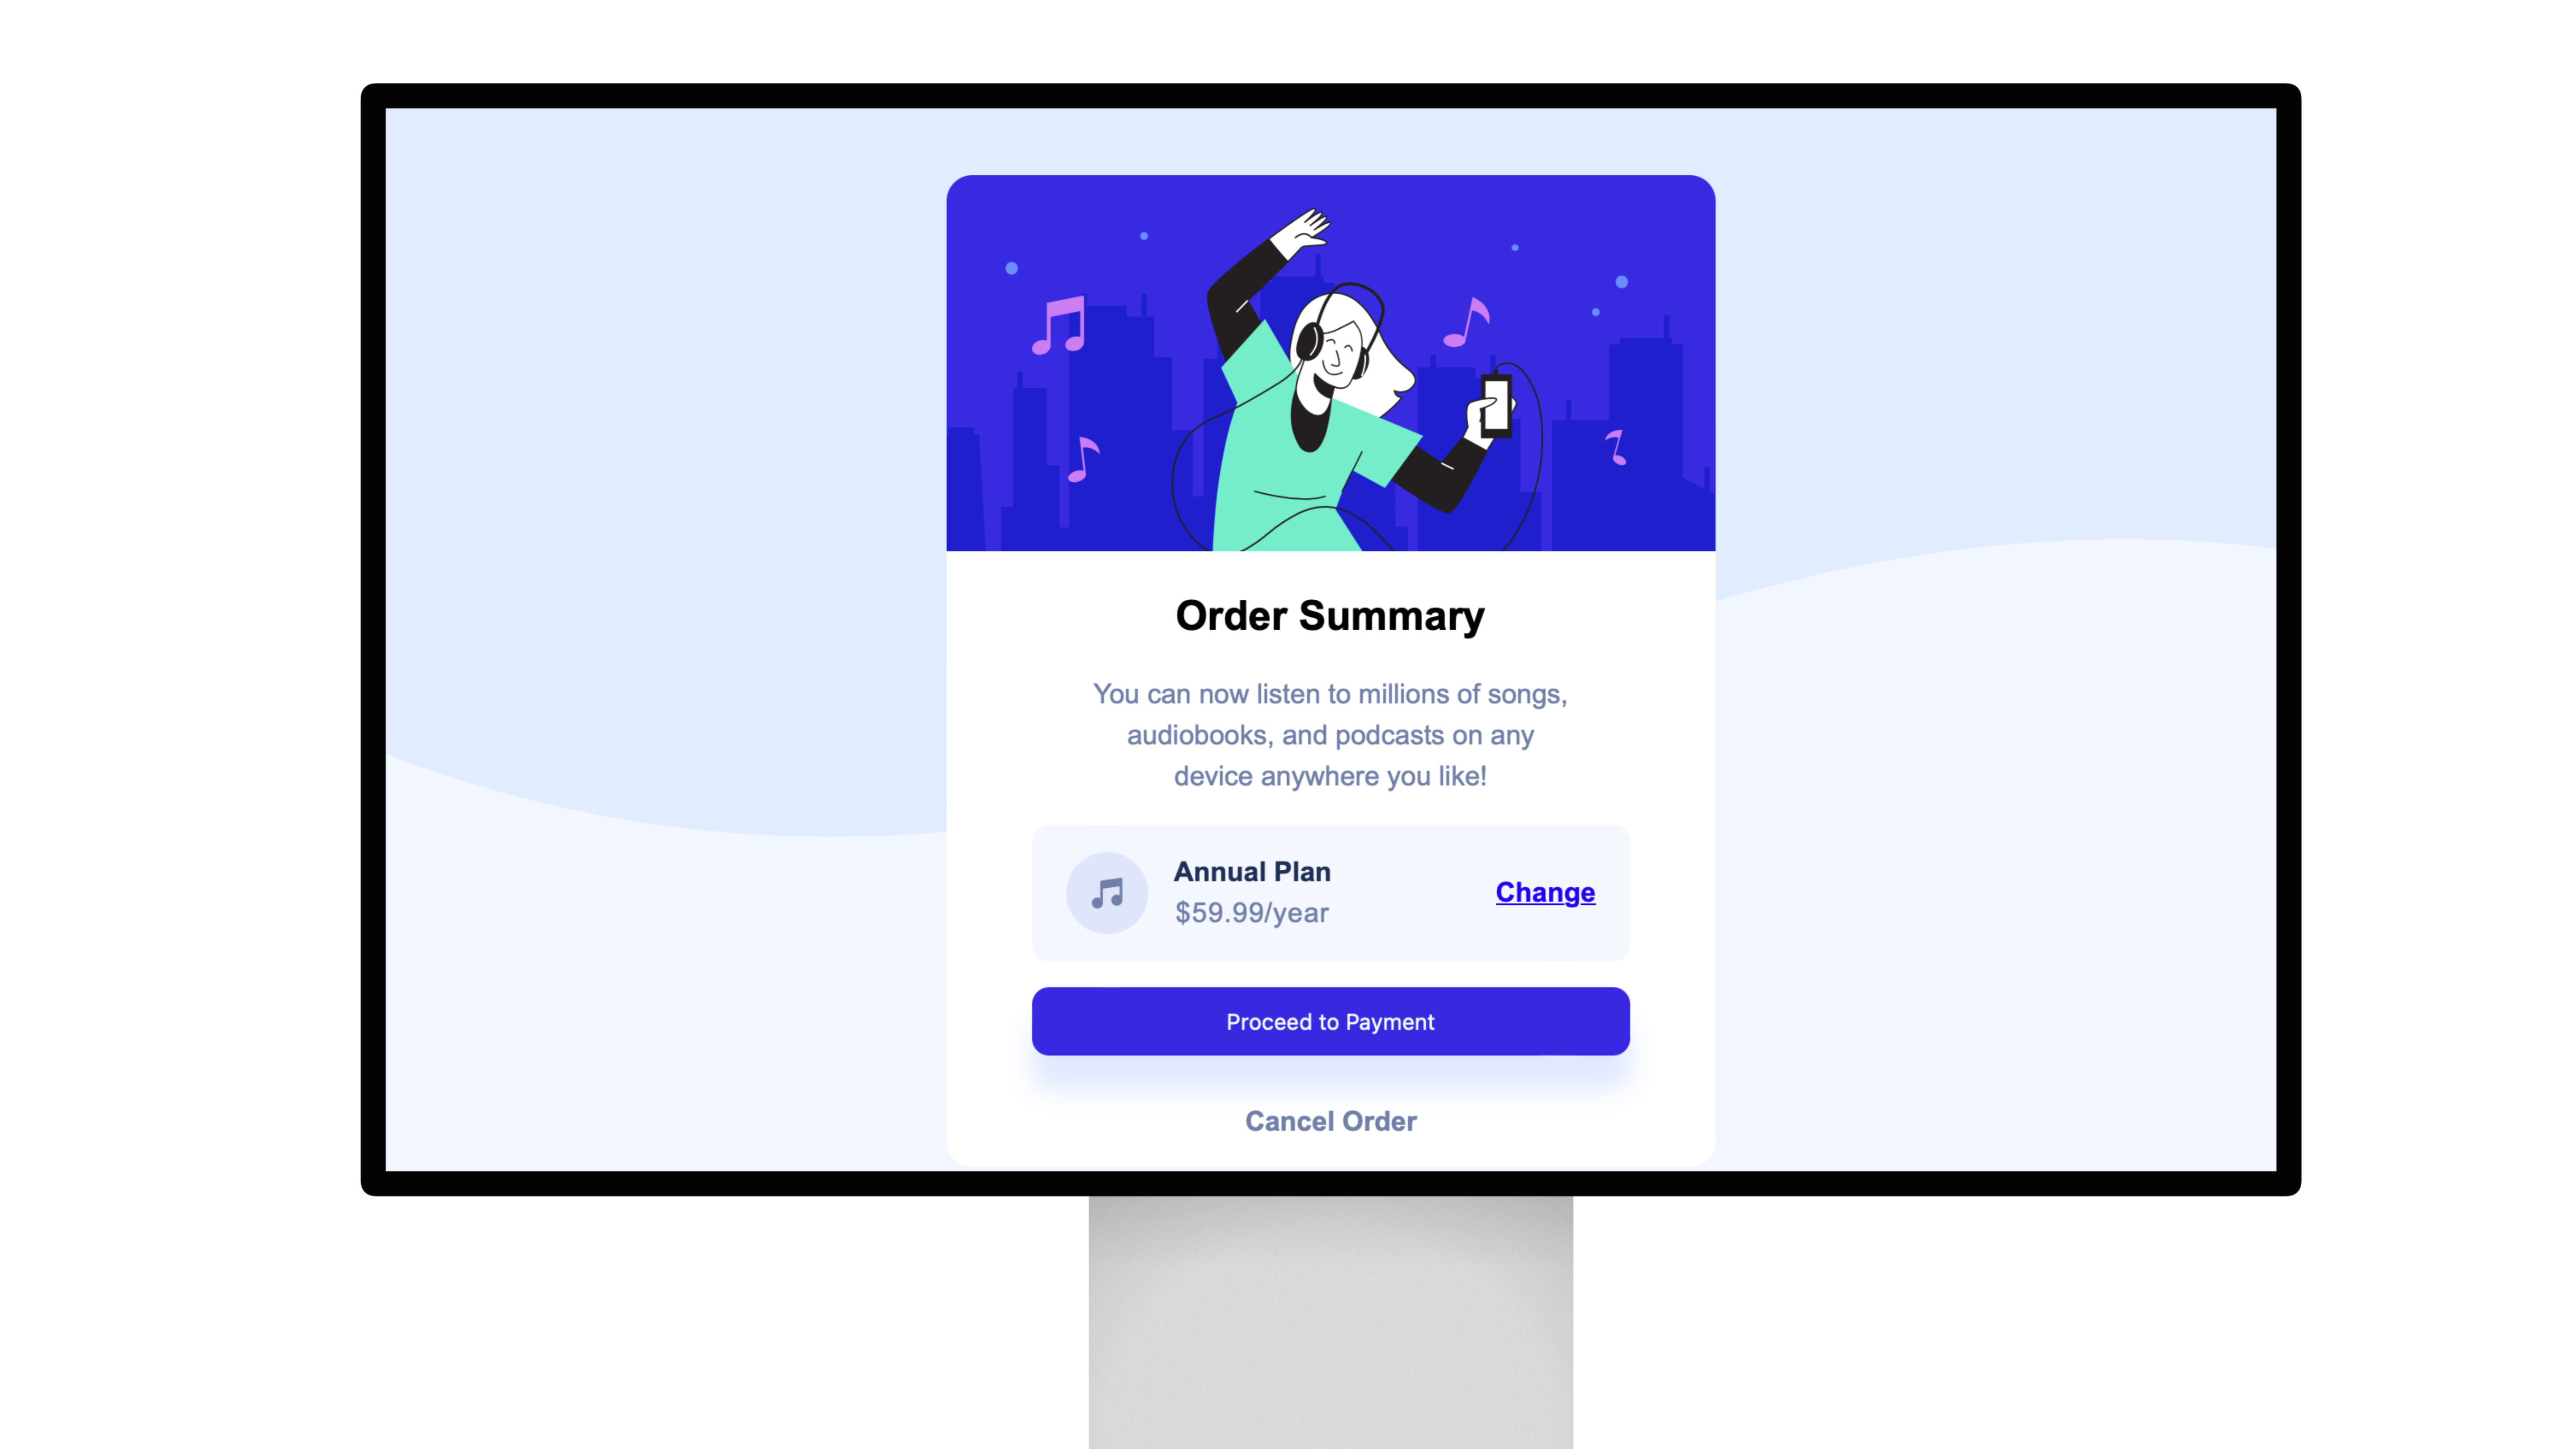 Order Summary
You can now listen to millions of songs,
audiobooks, and podcasts on any
device anywhere you like!
Annual Plan
$59.99/year
Change
Proceed to Payment
Cancel Order